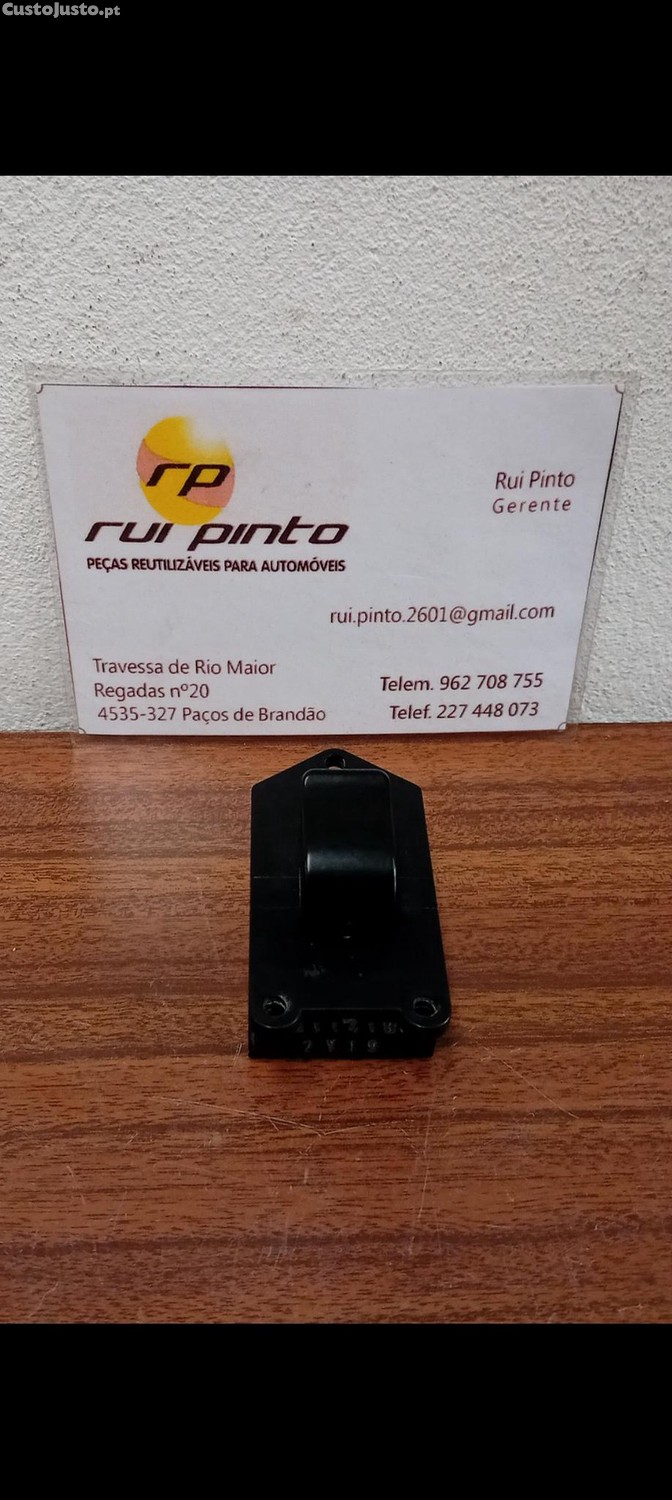 CustoJusto.pt
rp
rui pinto
PEÇAS REUTILIZÁVEIS PARA AUTOMÓVEIS
Rui Pinto
Gerente
rui.pinto.2601@gmail.com
Travessa de Rio Maior
Regadas nº20
4535-327 Paços de Brandão
Telem. 962 708 755
Telef. 227 448 073